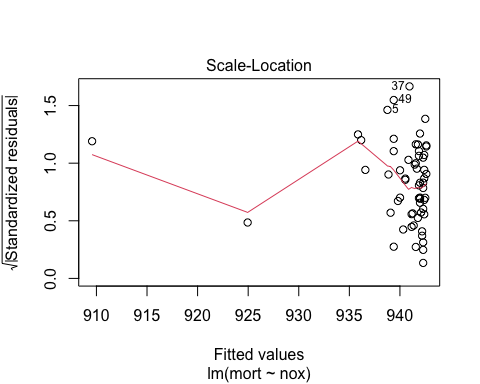 Scale-Location
37
49
5
1.5
1.0
0.5
0.0
√|Standardized residuals|
910 915 920 925 930 935 940
Fitted values
lm(mort ~ nox)